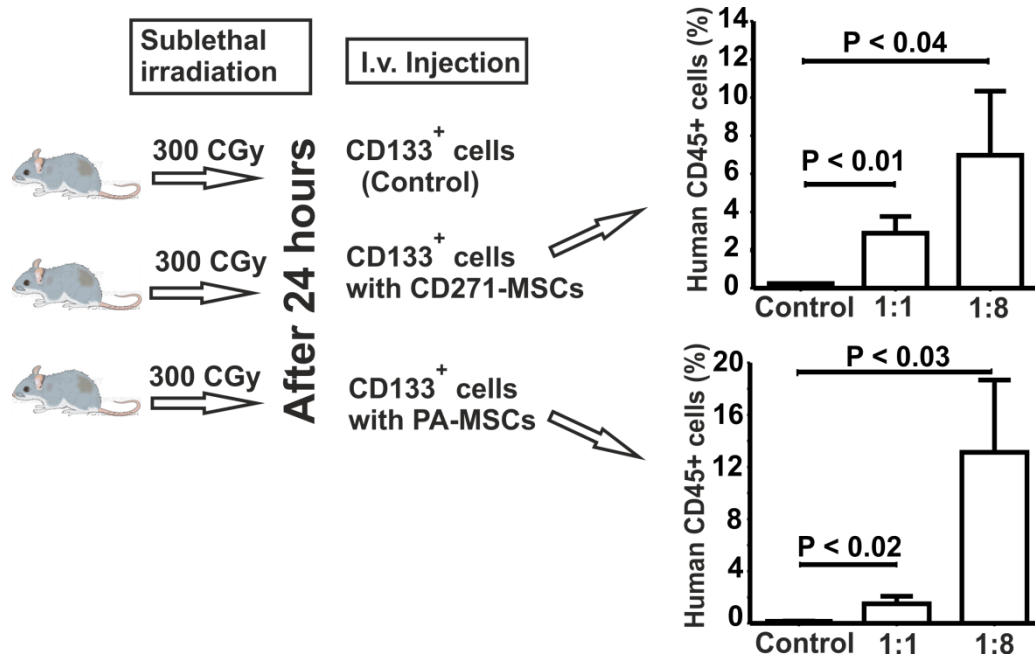 Sublethal
irradiation
I.v. Injection
300 CGy
300 CGy
300 CGy
After 24 hours
CD133+ cells
(Control)
CD133+ cells
with CD271-MSCs
CD133+ cells
with PA-MSCs
Human CD45+ cells (%)
14
12
10
8
6
4
2
0
P < 0.04
P < 0.01
Control 1:1 1:8
Human CD45+ cells (%)
20
16
12
8
4
0
P < 0.03
P < 0.02
Control 1:1 1:8